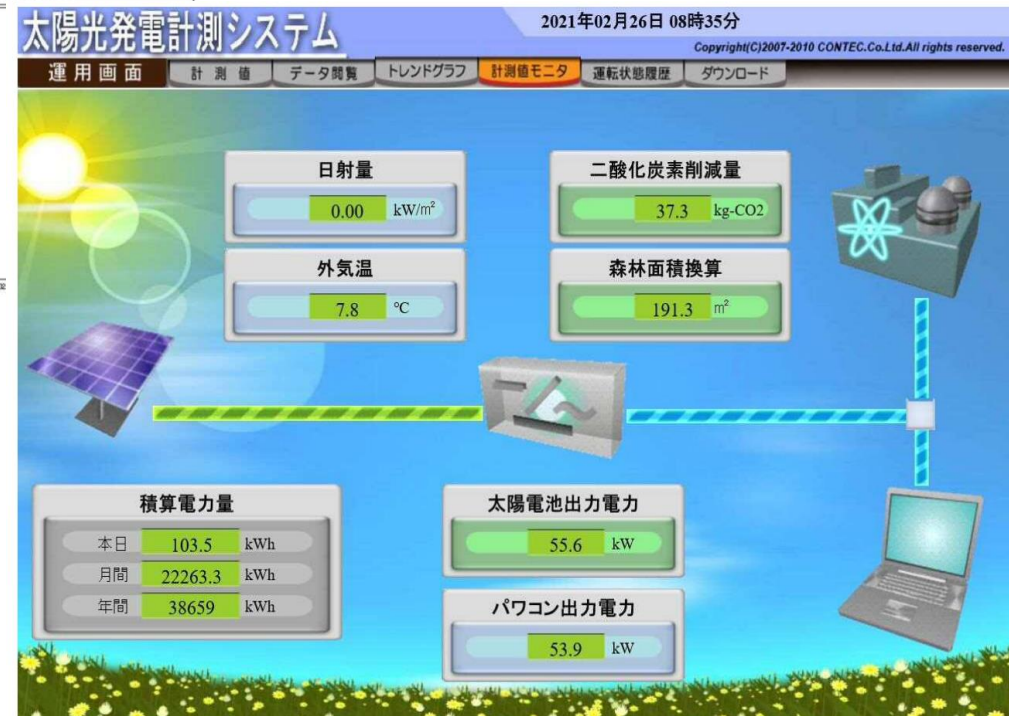 太陽光発電計測システム
2021年02月26日 08時35分
Copyright(C)2007-2010 CONTEC.Co.Ltd.All rights reserved.
運用画面 計測値 データ閲覧 トレンドグラフ 計測値モニタ 運転状態履歴 ダウンロード
日射量
0.00 kW/m²
二酸化炭素削減量
37.3 kg-CO2
外気温
7.8 ℃
森林面積換算
191.3 m²
積算電力量
本日 103.5 kWh
月間 22263.3 kWh
年間 38659 kWh
太陽電池出力電力
55.6 kW
パワコン出力電力
53.9 kW